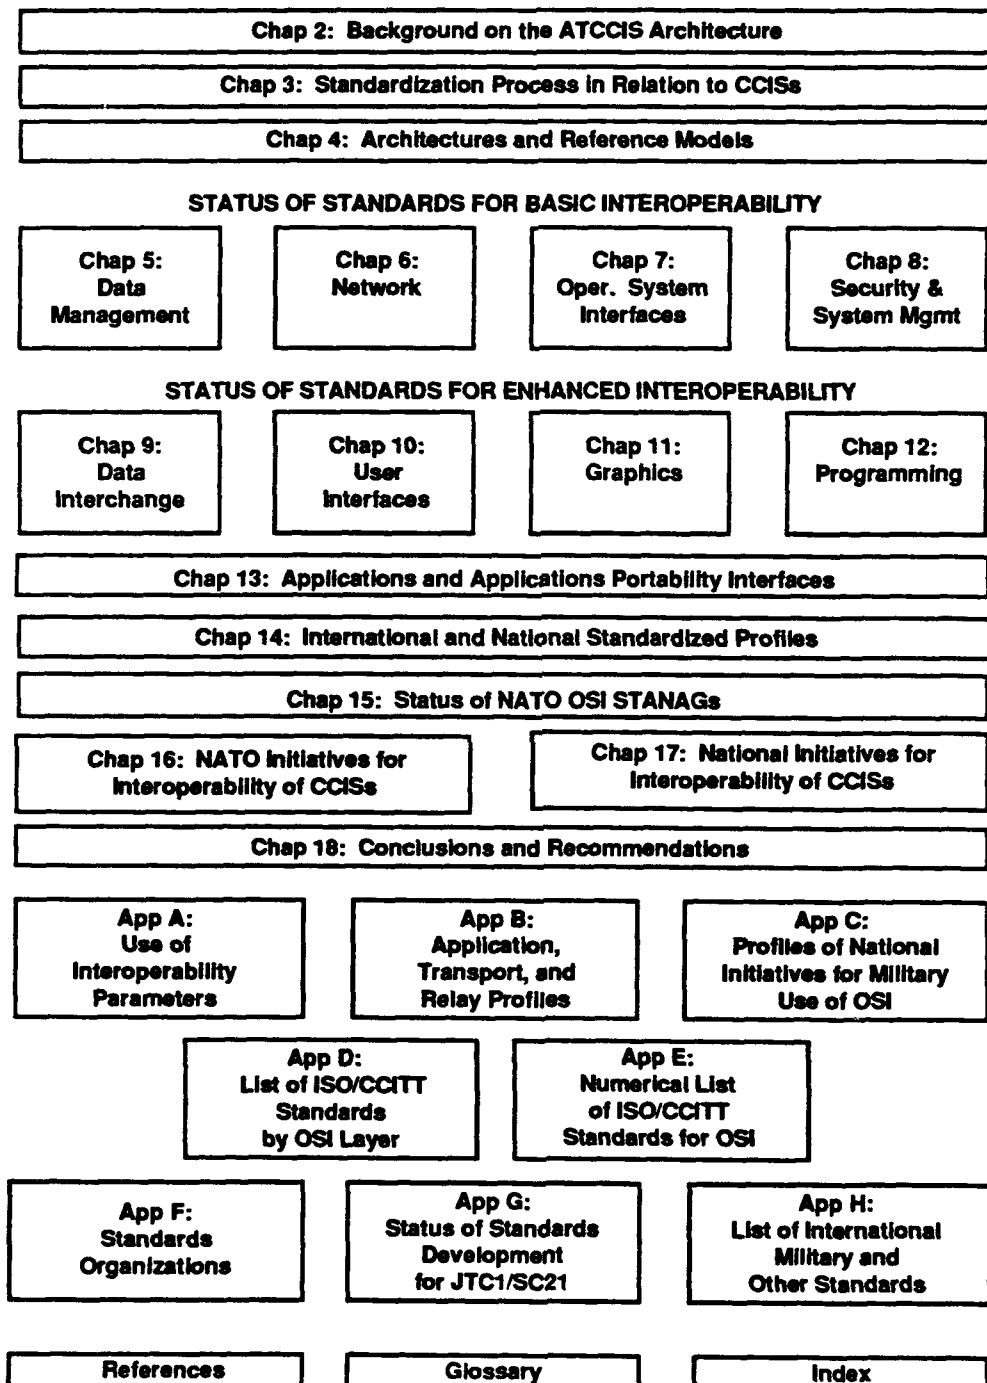 Chap 2: Background on the ATCCIS Architecture
Chap 3: Standardization Process in Relation to CCISs
Chap 4: Architectures and Reference Models
STATUS OF STANDARDS FOR BASIC INTEROPERABILITY
Chap 5:
Data
Management
Chap 6:
Network
Chap 7:
Oper. System
Interfaces
Chap 8:
Security &
System Mgmt
STATUS OF STANDARDS FOR ENHANCED INTEROPERABILITY
Chap 9:
Data
Interchange
Chap 10:
User
Interfaces
Chap 11:
Graphics
Chap 12:
Programming
Chap 13: Applications and Applications Portability Interfaces
Chap 14: International and National Standardized Profiles
Chap 15: Status of NATO OSI STANAGs
Chap 16: NATO Initiatives for
Interoperability of CCISs
Chap 17: National Initiatives for
Interoperability of CCISs
Chap 18: Conclusions and Recommendations
App A:
Use of
Interoperability
Parameters
App B:
Application,
Transport, and
Relay Profiles
App C:
Profiles of National
Initiatives for Military
Use of OSI
App D:
List of ISO/CCITT
Standards
by OSI Layer
App E:
Numerical List
of ISO/CCITT
Standards for OSI
App F:
Standards
Organizations
App G:
Status of Standards
Development
for JTC1/SC21
App H:
List of International
Military and
Other Standards
References
Glossary
Index